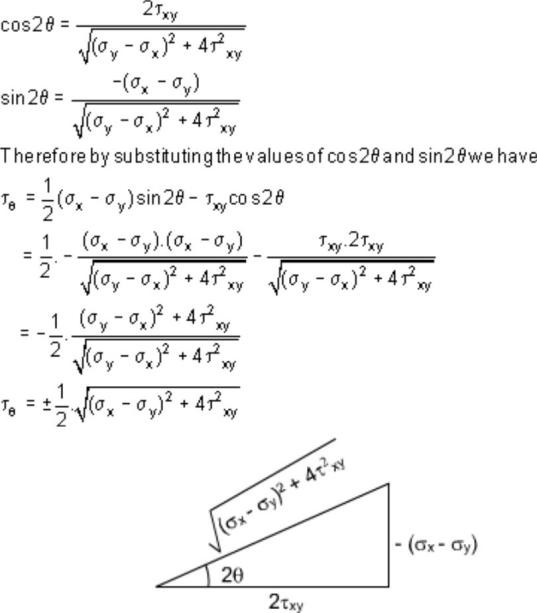 cos2θ = 2τxy / √((σy − σx)² + 4τ²xy)
sin2θ = −(σx − σy) / √((σy − σx)² + 4τ²xy)
Therefore by substituting the values of cos2θ and sin2θ we have
τθ = 1/2 (σx − σy) sin2θ − τxy cos2θ
= 1/2 . − (σx − σy).(σx − σy) / √((σy − σx)² + 4τ²xy) − τxy.2τxy / √((σy − σx)² + 4τ²xy)
= − 1/2 . (σy − σx)² + 4τ²xy / √((σy − σx)² + 4τ²xy)
τθ = ± 1/2 . √((σx − σy)² + 4τ²xy)
√(σx - σy)² + 4τ²xy
- (σx - σy)
2θ
2τxy